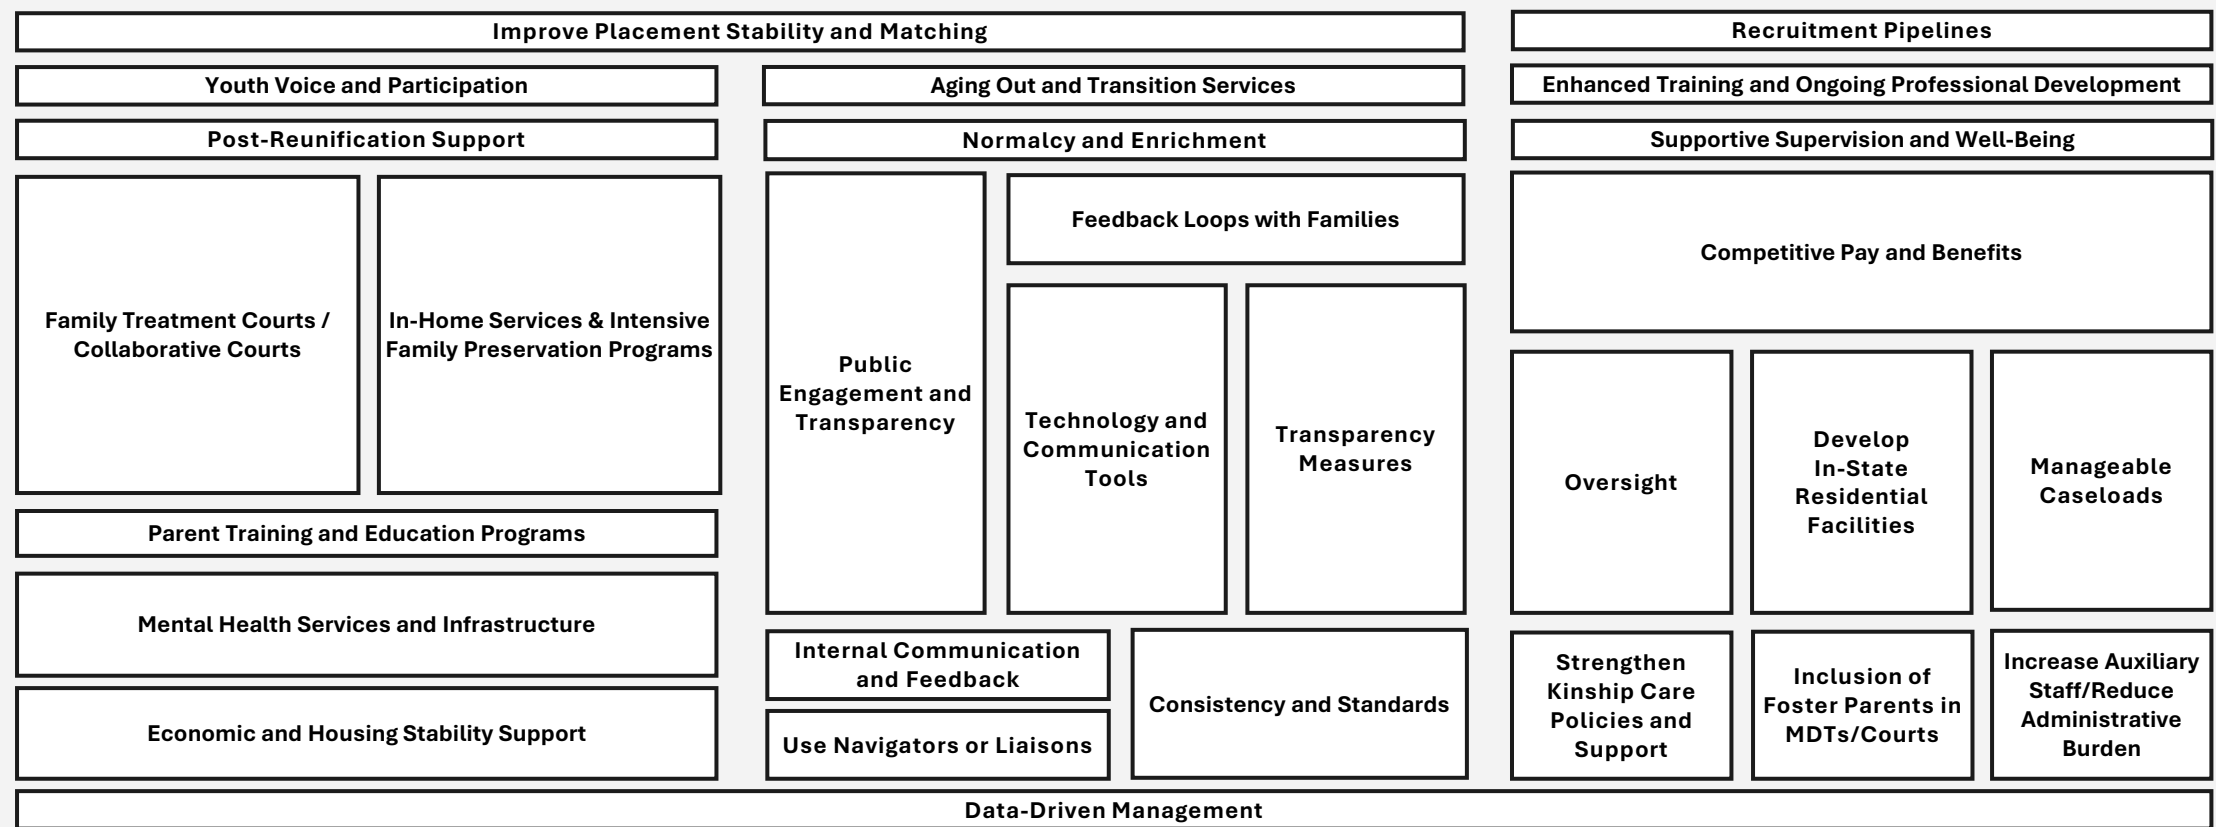 Improve Placement Stability and Matching
Recruitment Pipelines
Youth Voice and Participation
Aging Out and Transition Services
Enhanced Training and Ongoing Professional Development
Post-Reunification Support
Normalcy and Enrichment
Supportive Supervision and Well-Being
Family Treatment Courts /
Collaborative Courts
In-Home Services & Intensive
Family Preservation Programs
Parent Training and Education Programs
Mental Health Services and Infrastructure
Economic and Housing Stability Support
Public
Engagement and
Transparency
Feedback Loops with Families
Technology and
Communication
Tools
Transparency
Measures
Internal Communication
and Feedback
Use Navigators or Liaisons
Consistency and Standards
Competitive Pay and Benefits
Oversight
Develop
In-State
Residential
Facilities
Manageable
Caseloads
Strengthen
Kinship Care
Policies and
Support
Inclusion of
Foster Parents in
MDTs/Courts
Increase Auxiliary
Staff/Reduce
Administrative
Burden
Data-Driven Management